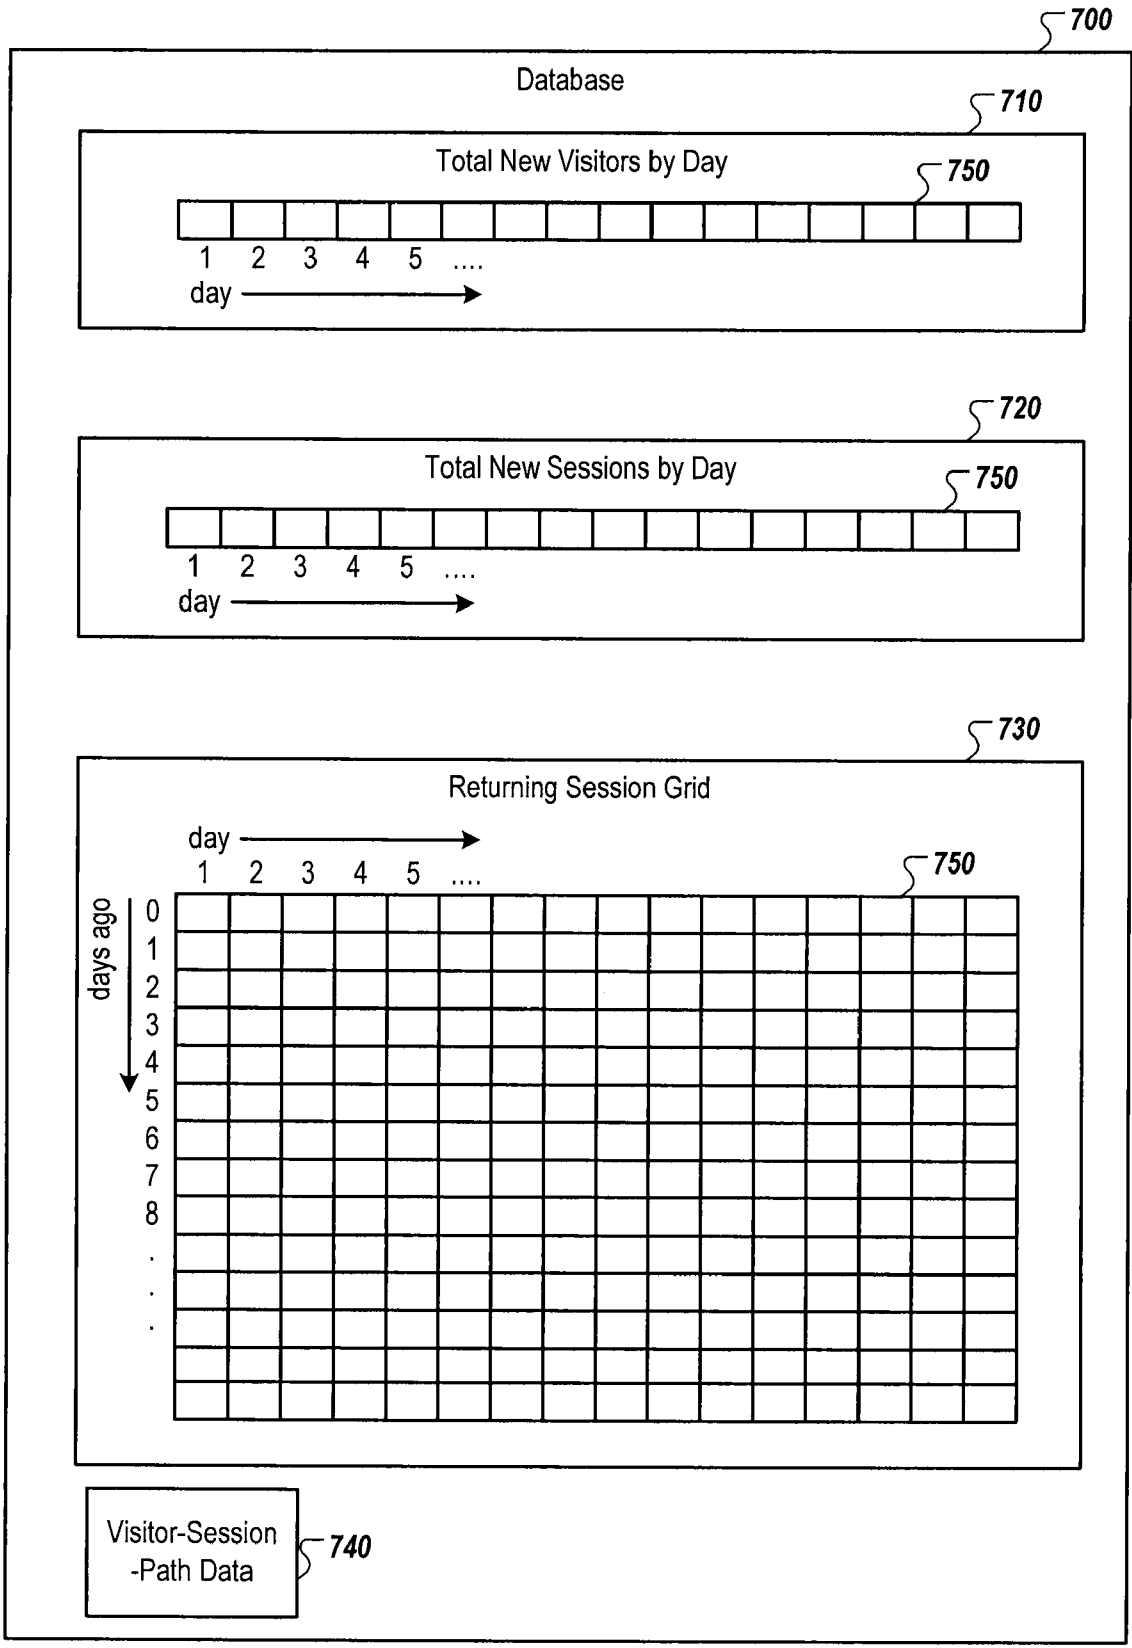 700
Database
710
Total New Visitors by Day
750
1 2 3 4 5 ....
day
720
Total New Sessions by Day
750
1 2 3 4 5 ....
day
730
Returning Session Grid
day
1 2 3 4 5 ....
750
days ago
0
1
2
3
4
5
6
7
8
.
.
.
Visitor-Session
-Path Data
740